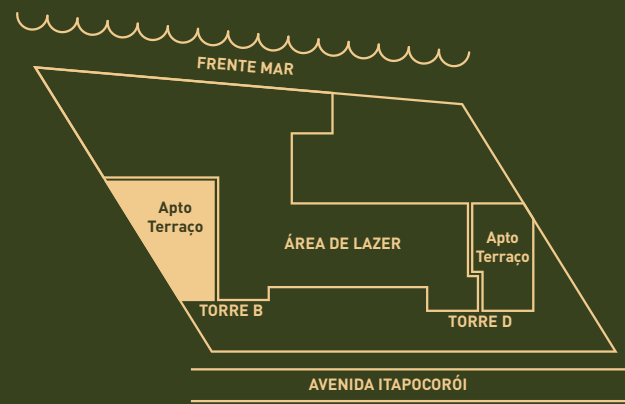 FRENTE MAR
Apto
Terraço
ÁREA DE LAZER
Apto
Terraço
TORRE B
TORRE D
AVENIDA ITAPOCORÓI